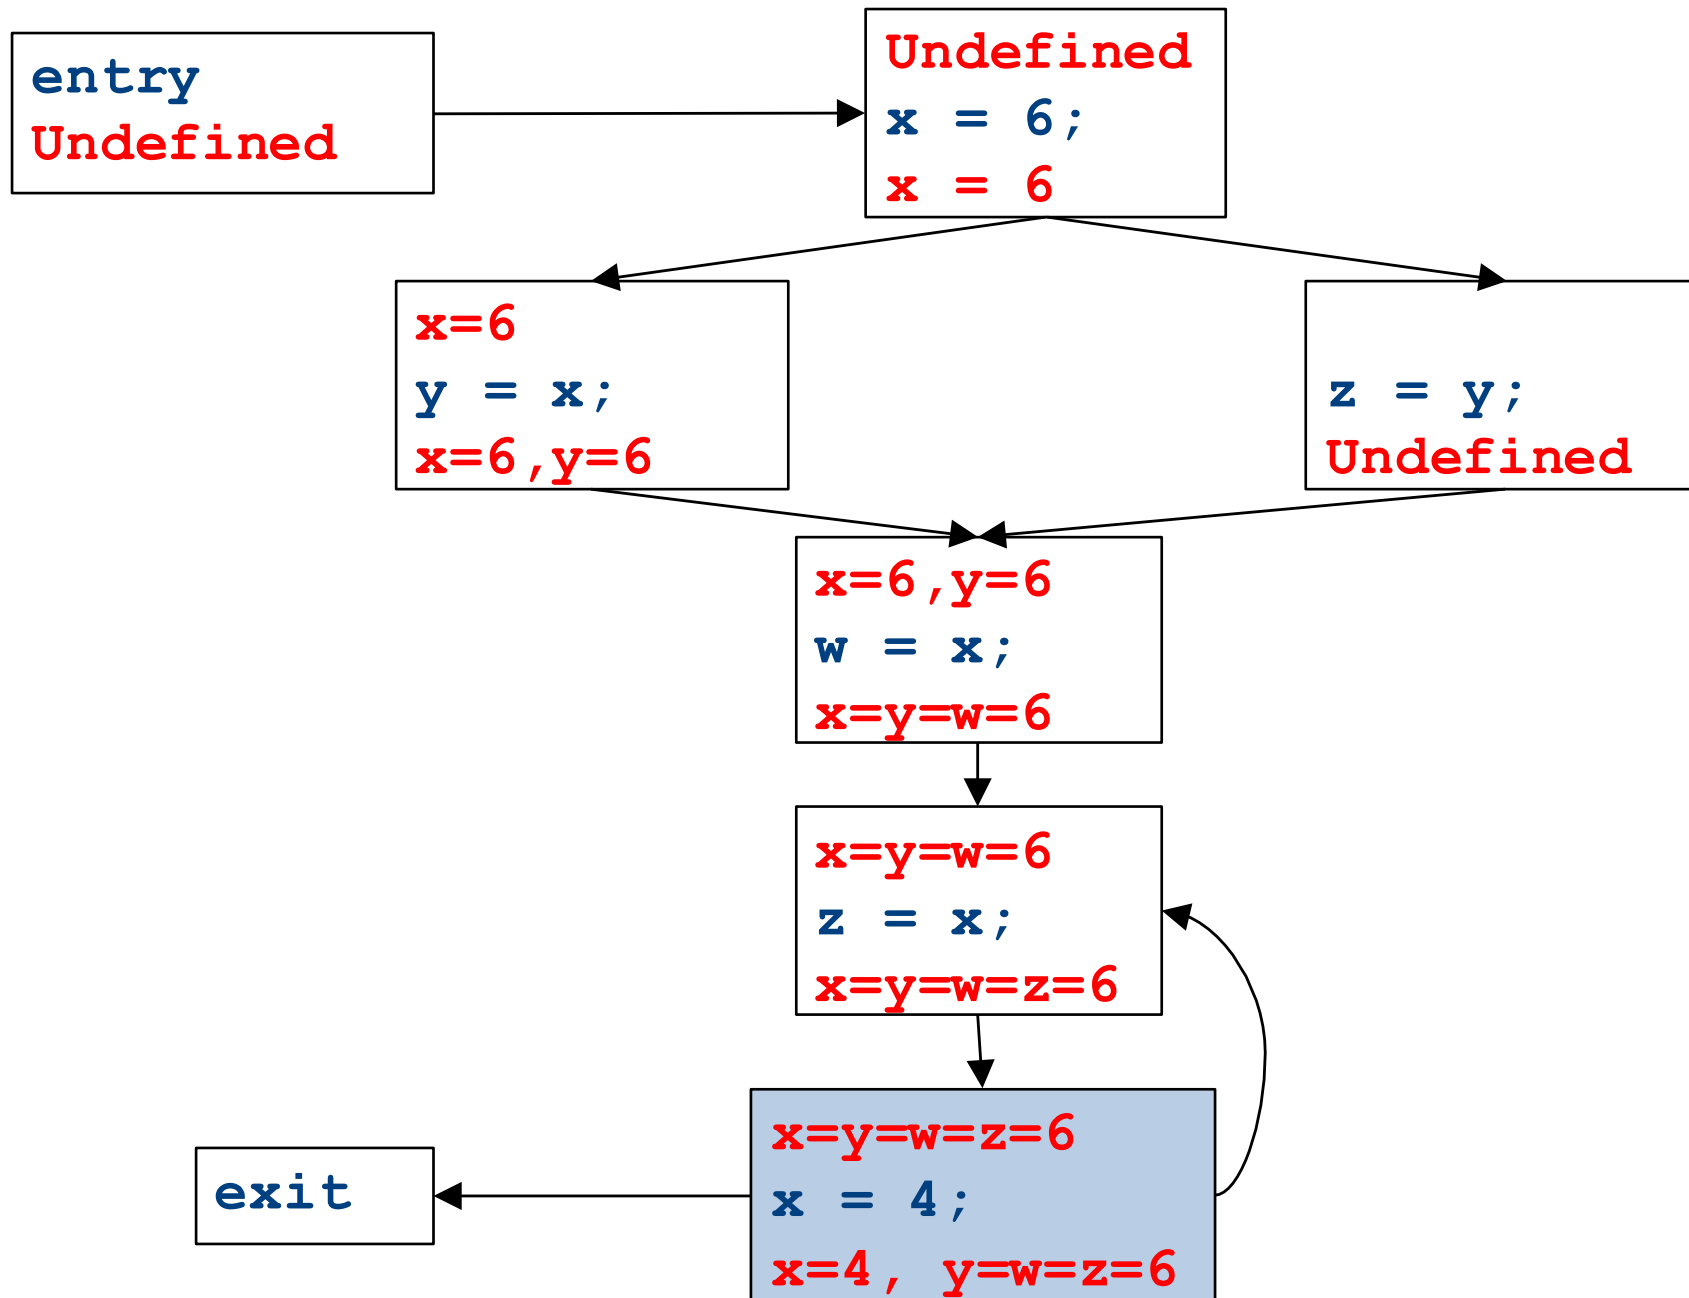 entry
Undefined
Undefined
x = 6;
x = 6
x=6
y = x;
x=6,y=6
z = y;
Undefined
x=6,y=6
w = x;
x=y=w=6
x=y=w=6
z = x;
x=y=w=z=6
x=y=w=z=6
x = 4;
x=4, y=w=z=6
exit